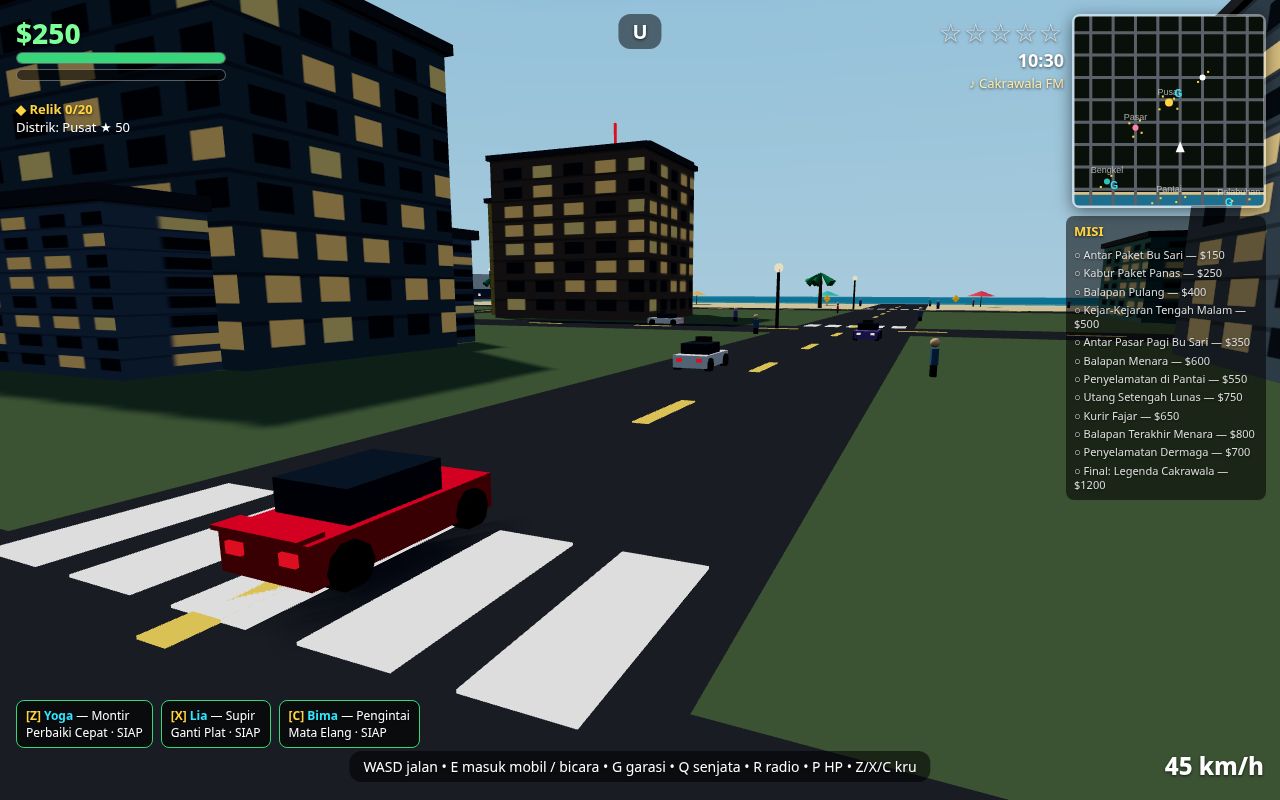 $250
◆ Relik 0/20
Distrik: Pusat ★ 50
U
☆☆☆☆☆
10:30
♪ Cakrawala FM
Pusat
G
Pasar
Bengkel
G
Pantai
Pelabuhan
G
MISI
○ Antar Paket Bu Sari — $150
○ Kabur Paket Panas — $250
○ Balapan Pulang — $400
○ Kejar-Kejaran Tengah Malam —
$500
○ Antar Pasar Pagi Bu Sari — $350
○ Balapan Menara — $600
○ Penyelamatan di Pantai — $550
○ Utang Setengah Lunas — $750
○ Kurir Fajar — $650
○ Balapan Terakhir Menara — $800
○ Penyelamatan Dermaga — $700
○ Final: Legenda Cakrawala —
$1200
[Z] Yoga — Montir
Perbaiki Cepat · SIAP
[X] Lia — Supir
Ganti Plat · SIAP
[C] Bima — Pengintai
Mata Elang · SIAP
WASD jalan • E masuk mobil / bicara • G garasi • Q senjata • R radio • P HP • Z/X/C kru
45 km/h